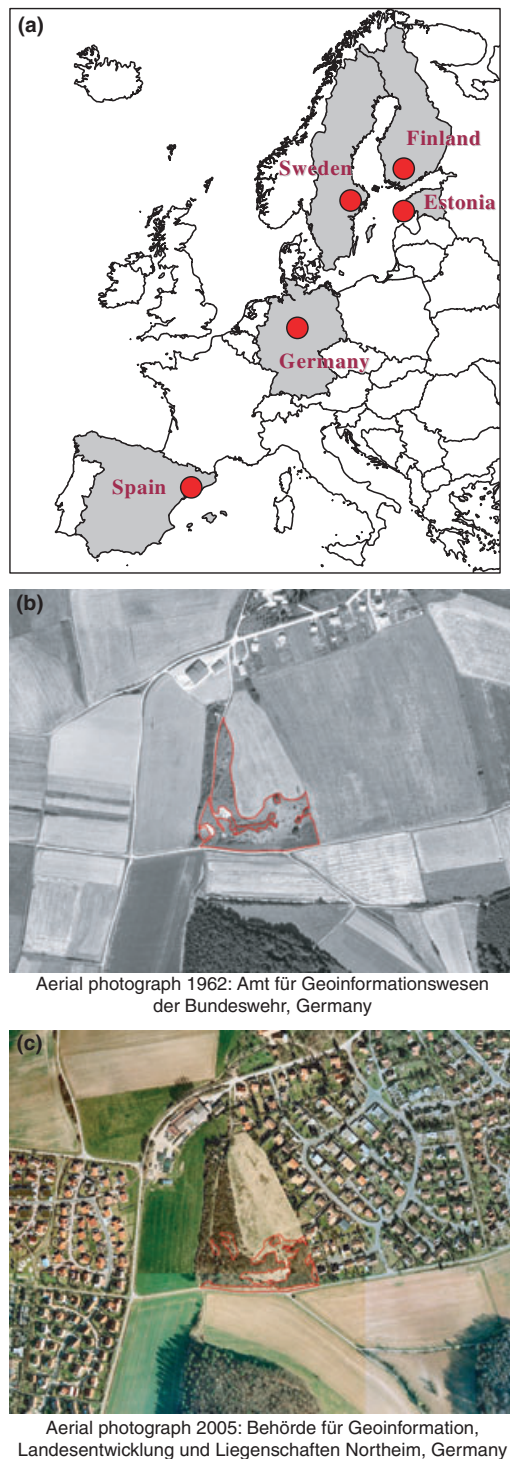 (a)
Finland
Sweden
Estonia
Germany
Spain
(b)
Aerial photograph 1962: Amt für Geoinformationswesen
der Bundeswehr, Germany
(c)
Aerial photograph 2005: Behörde für Geoinformation,
Landesentwicklung und Liegenschaften Northeim, Germany